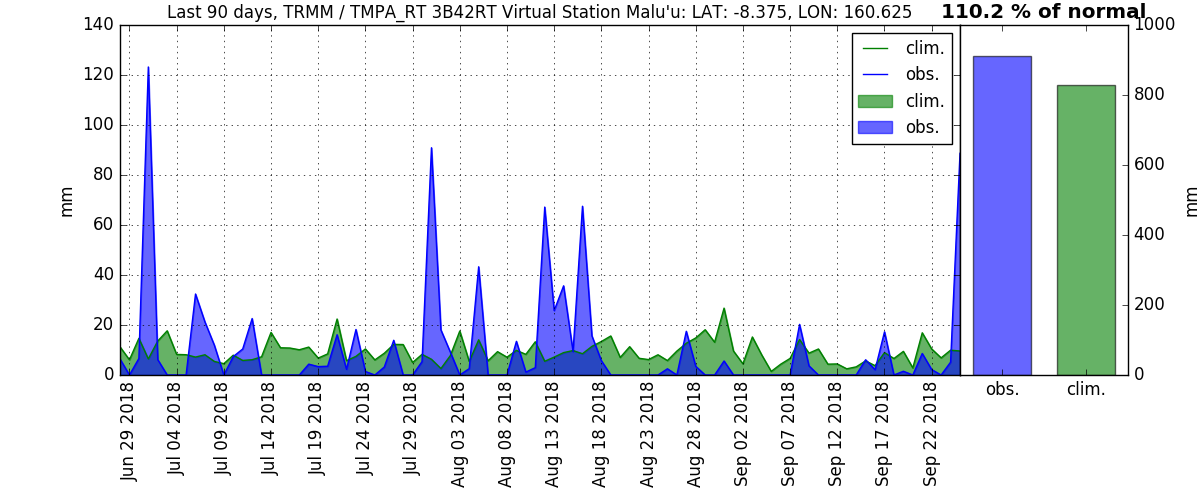 Last 90 days, TRMM / TMPA_RT 3B42RT Virtual Station Malu'u: LAT: -8.375, LON: 160.625
110.2 % of normal
140
120
100
80
60
40
20
0
mm
clim.
obs.
clim.
obs.
1000
800
600
400
200
0
mm
obs.
clim.
Jun 29 2018
Jul 04 2018
Jul 09 2018
Jul 14 2018
Jul 19 2018
Jul 24 2018
Jul 29 2018
Aug 03 2018
Aug 08 2018
Aug 13 2018
Aug 18 2018
Aug 23 2018
Aug 28 2018
Sep 02 2018
Sep 07 2018
Sep 12 2018
Sep 17 2018
Sep 22 2018